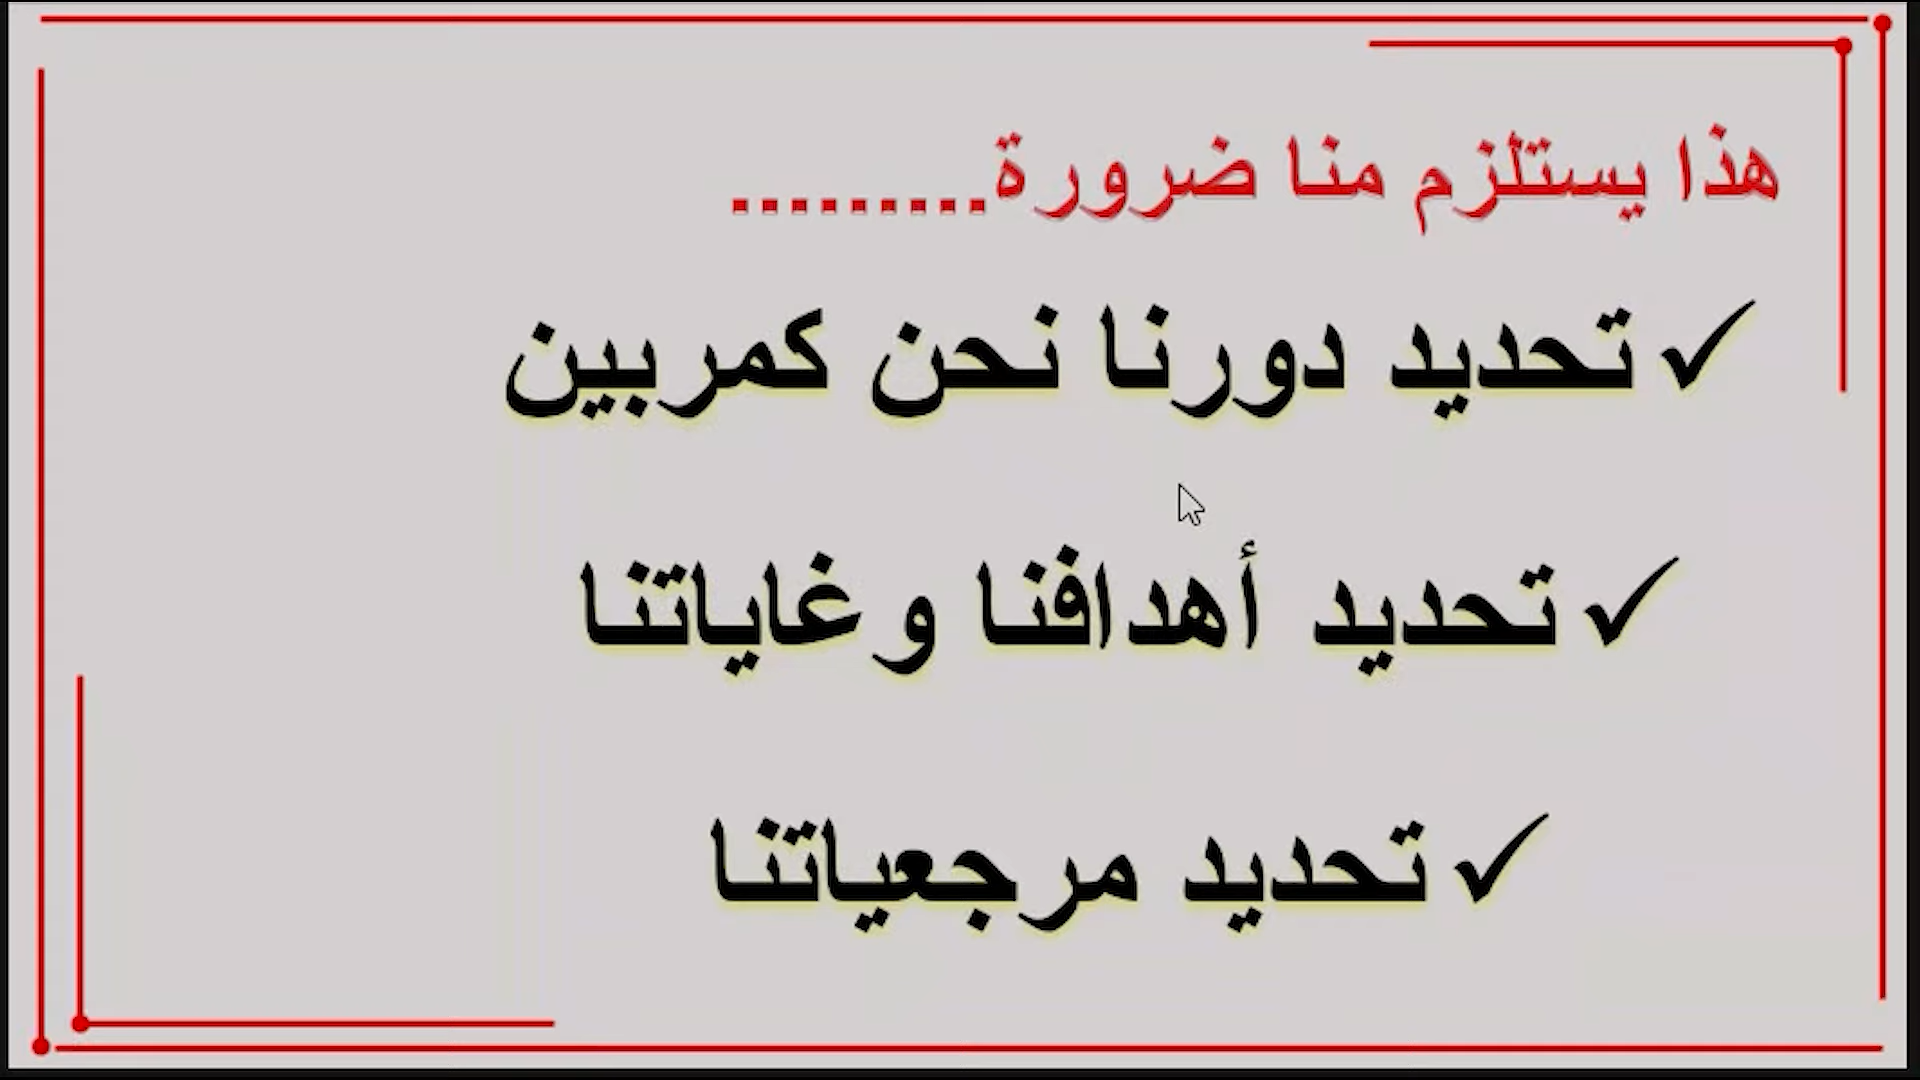 هذا يستلزم منا ضرورة.........
✓ تحديد دورنا نحن كمربين
✓ تحديد أهدافنا وغاياتنا
✓ تحديد مرجعياتنا